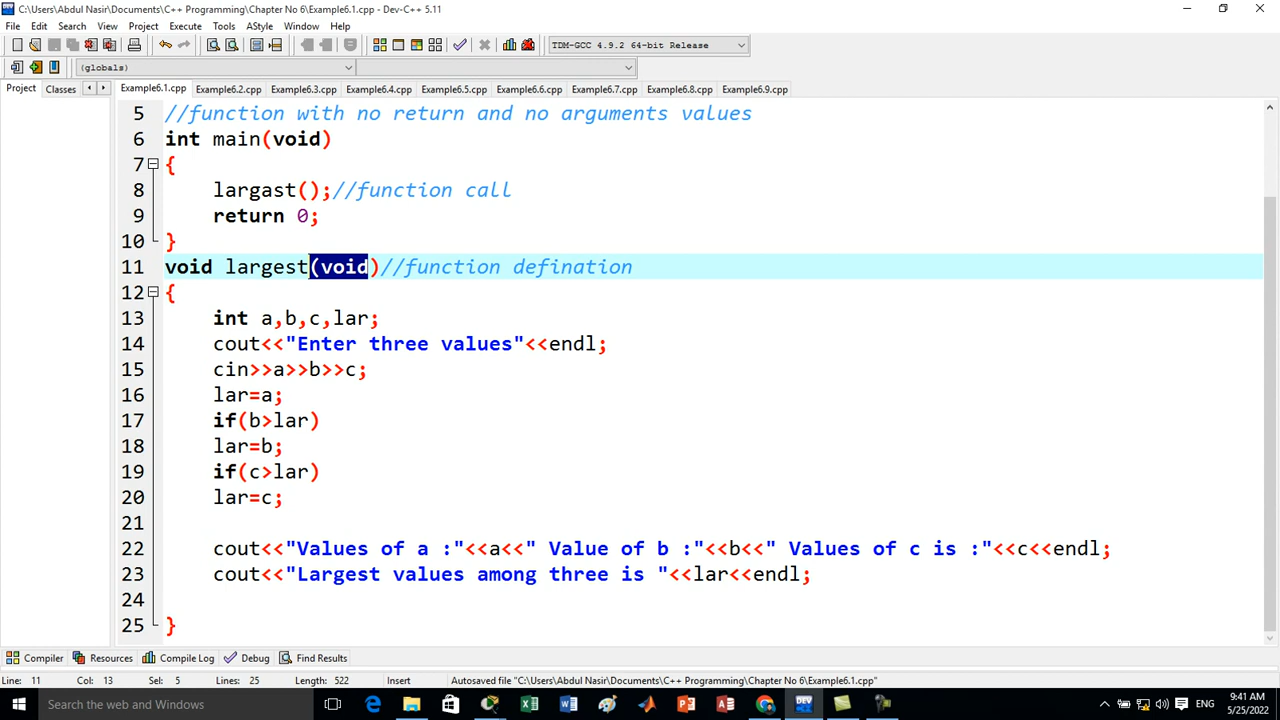 C:\Users\Abdul Nasir\Documents\C++ Programming\Chapter No 6\Example6.1.cpp - Dev-C++ 5.11
File Edit Search View Project Execute Tools AStyle Window Help
TDM-GCC 4.9.2 64-bit Release
(globals)
Project Classes Example6.1.cpp Example6.2.cpp Example6.3.cpp Example6.4.cpp Example6.5.cpp Example6.6.cpp Example6.7.cpp Example6.8.cpp Example6.9.cpp
5 //function with no return and no arguments values
6 int main(void)
7 {
8 largast();//function call
9 return 0;
10 }
11 void largest(void)//function defination
12 {
13 int a,b,c,lar;
14 cout<<"Enter three values"<<endl;
15 cin>>a>>b>>c;
16 lar=a;
17 if(b>lar)
18 lar=b;
19 if(c>lar)
20 lar=c;
21
22 cout<<"Values of a :"<<a<<" Value of b :"<<b<<" Values of c is :"<<c<<endl;
23 cout<<"Largest values among three is "<<lar<<endl;
24
25 }
Compiler Resources Compile Log Debug Find Results
Line: 11 Col: 13 Sel: 5 Lines: 25 Length: 522 Insert Autosaved file "C:\Users\Abdul Nasir\Documents\C++ Programming\Chapter No 6\Example6.1.cpp"
Search the web and Windows
ENG
9:41 AM
5/25/2022